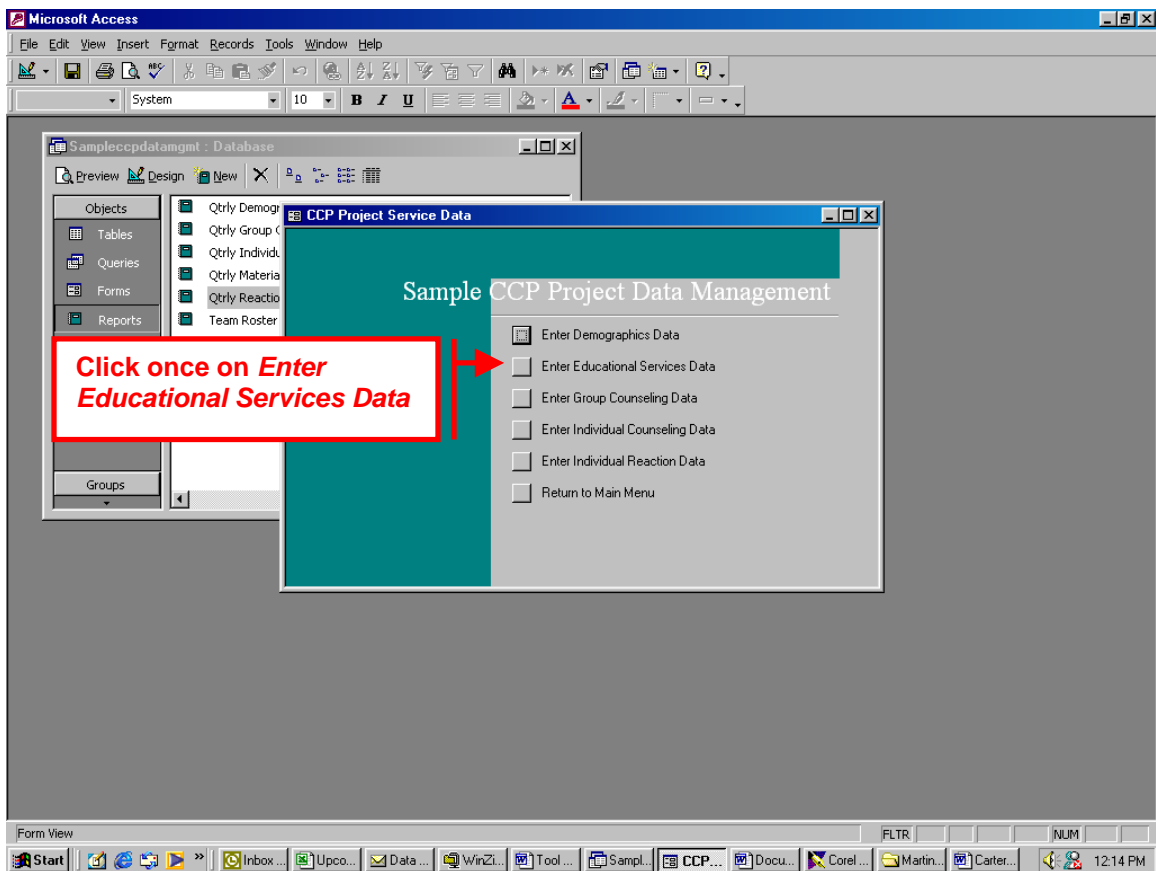 Microsoft Access
File Edit View Insert Format Records Tools Window Help
System 10 B I U A
Sampleccpdatamgmt : Database
Preview Design New
Objects
Tables
Queries
Forms
Reports
Groups
Qtrly Demogr
Qtrly Group
Qtrly Individu
Qtrly Materia
Qtrly Reactio
Team Roster
CCP Project Service Data
Sample CCP Project Data Management
Enter Demographics Data
Enter Educational Services Data
Enter Group Counseling Data
Enter Individual Counseling Data
Enter Individual Reaction Data
Return to Main Menu
Click once on Enter
Educational Services Data
Form View FLTR NUM
Start » Inbox ... Upco... Data ... WinZi... Tool ... Sampl... CCP... Docu... Corel ... Martin... Carter... 12:14 PM